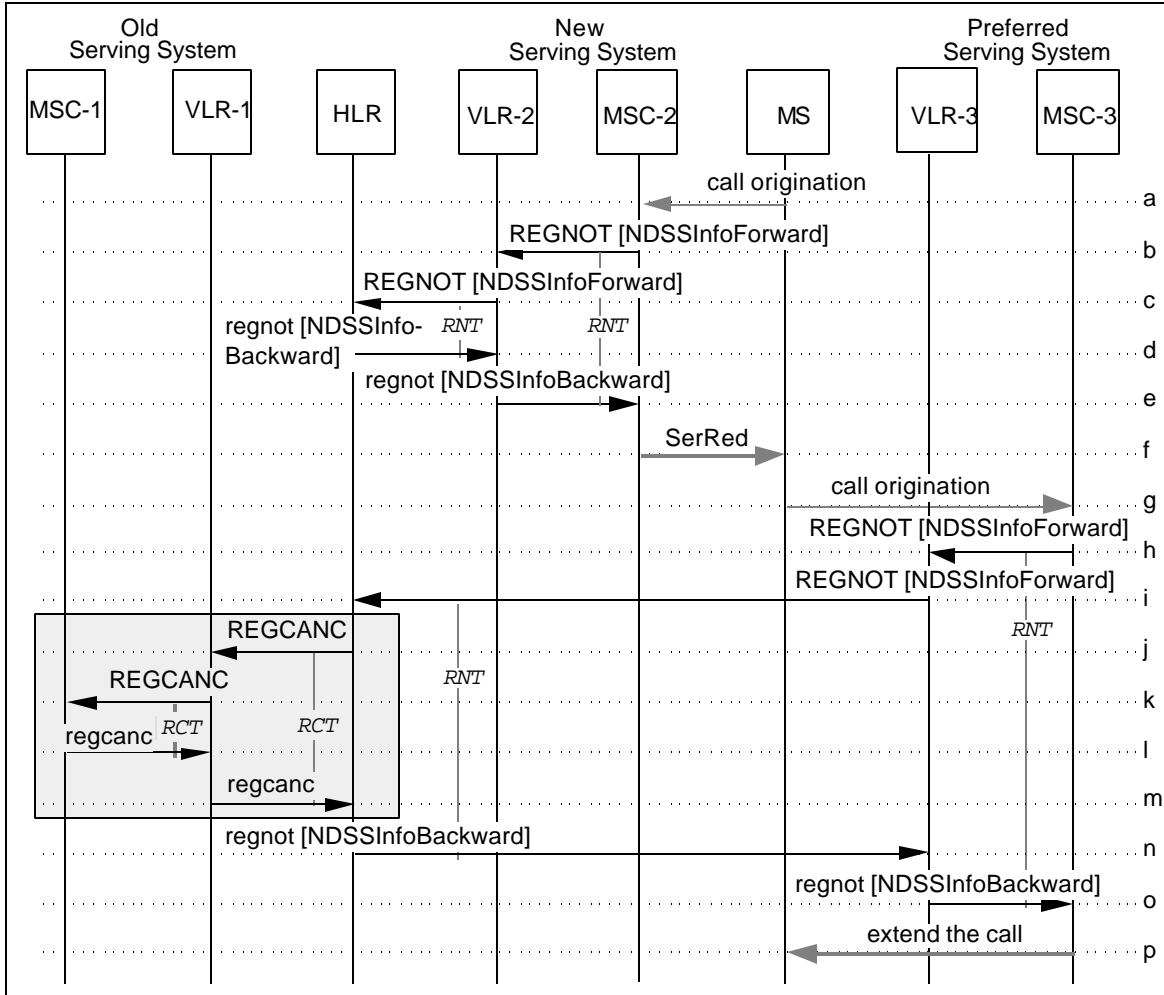 Old
Serving System
New
Serving System
Preferred
Serving System
MSC-1
VLR-1
HLR
VLR-2
MSC-2
MS
VLR-3
MSC-3
call origination
a
REGNOT [NDSSInfoForward]
b
REGNOT [NDSSInfoForward]
c
regnot [NDSSInfo-
Backward]
RNT
RNT
d
regnot [NDSSInfoBackward]
e
SerRed
f
call origination
g
REGNOT [NDSSInfoForward]
h
REGNOT [NDSSInfoForward]
i
RNT
REGCANC
j
RNT
REGCANC
k
regcanc
RCT
RCT
l
regcanc
m
regnot [NDSSInfoBackward]
n
regnot [NDSSInfoBackward]
o
extend the call
p